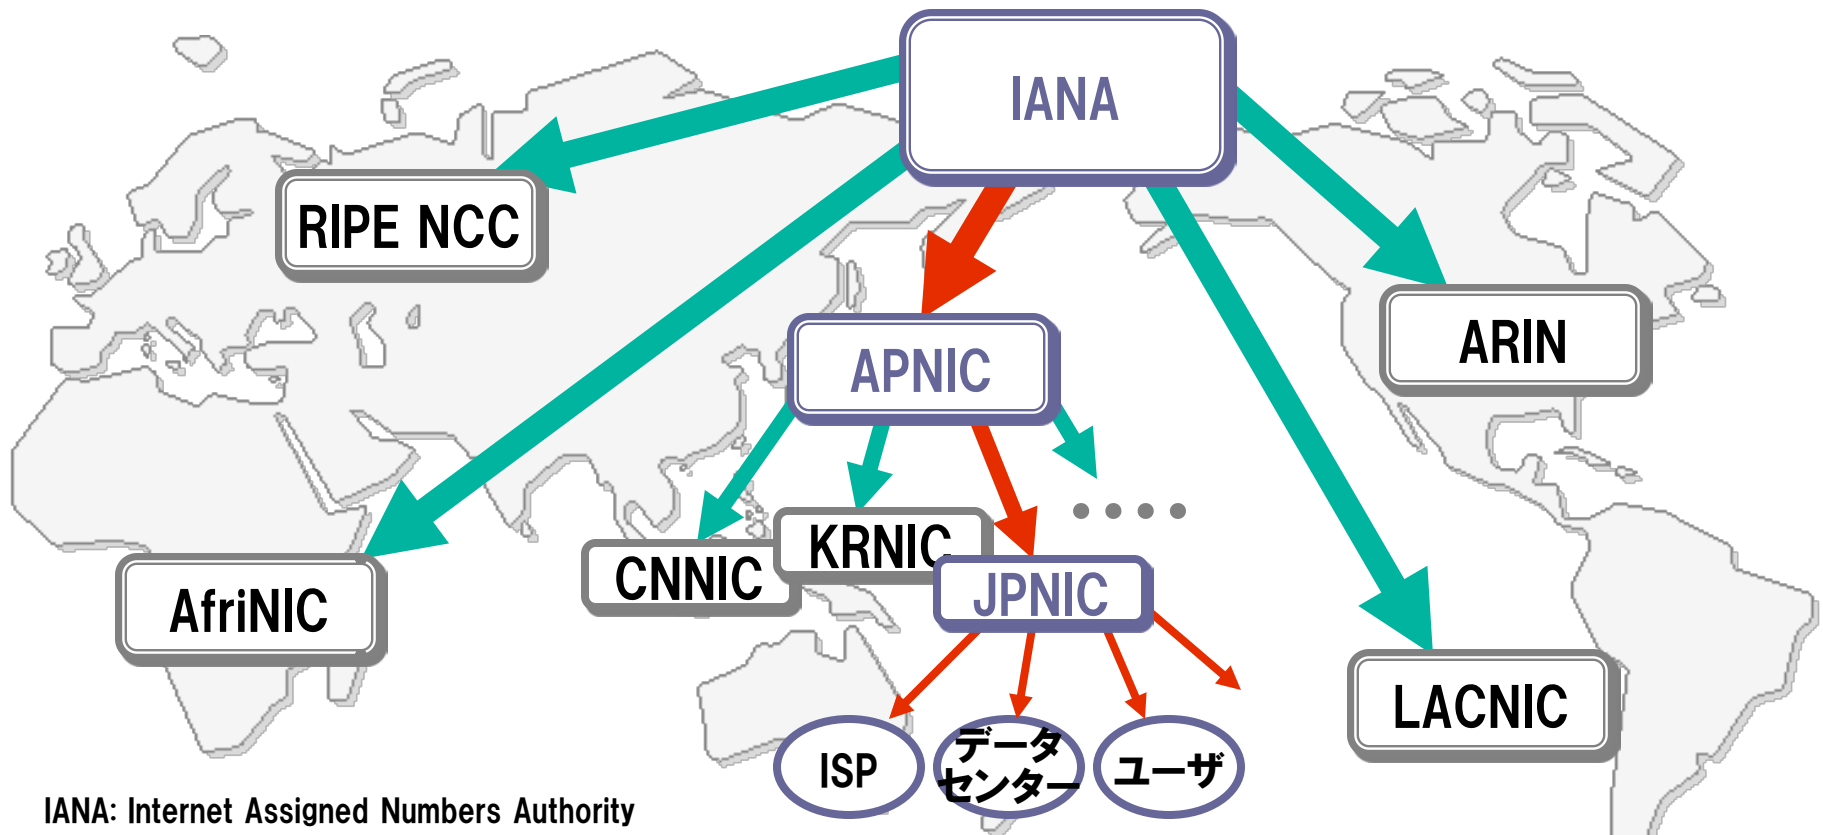 IANA
RIPE NCC
ARIN
APNIC
KRNIC
CNNIC
JPNIC
AfriNIC
LACNIC
ISP
データ
センター
ユーザ
IANA: Internet Assigned Numbers Authority